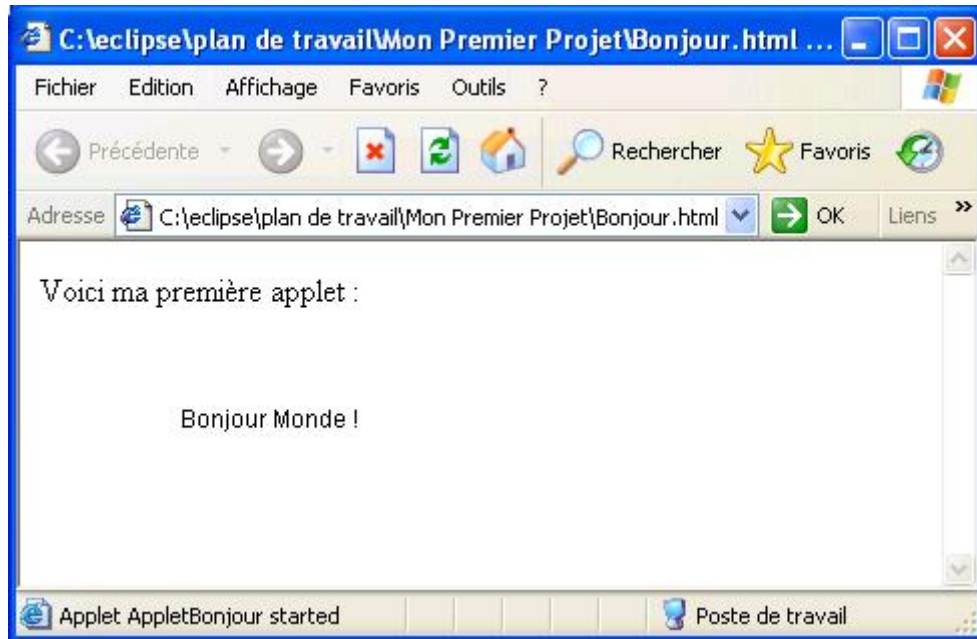 C:\eclipse\plan de travail\Mon Premier Projet\Bonjour.html ...
Fichier Edition Affichage Favoris Outils ?
Précédente Rechercher Favoris
Adresse C:\eclipse\plan de travail\Mon Premier Projet\Bonjour.html OK Liens »
Voici ma première applet :
Bonjour Monde !
Applet AppletBonjour started Poste de travail